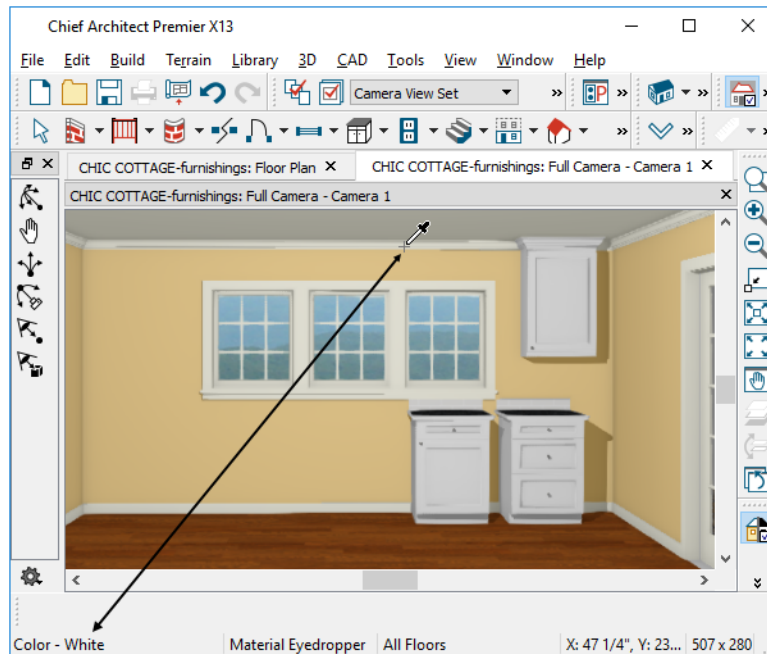 Chief Architect Premier X13
File Edit Build Terrain Library 3D CAD Tools View Window Help
Camera View Set
CHIC COTTAGE-furnishings: Floor Plan
CHIC COTTAGE-furnishings: Full Camera - Camera 1
CHIC COTTAGE-furnishings: Full Camera - Camera 1
Color - White Material Eyedropper All Floors X: 47 1/4", Y: 23... 507 x 280